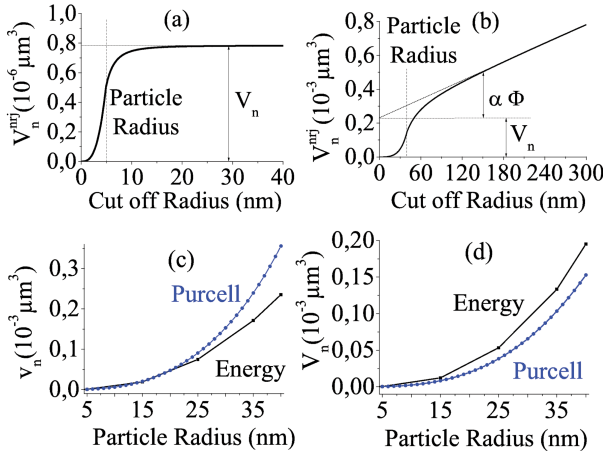 (a)
V_n^nrj (10^-6 μm^3)
1,0
0,8
0,6
0,4
0,2
0,0
Particle
Radius
V_n
0 10 20 30 40
Cut off Radius (nm)
(b)
V_n^nrj (10^-3 μm^3)
0,8
0,6
0,4
0,2
0,0
Particle
Radius
α Φ
V_n
0 60 120 180 240 300
Cut off Radius (nm)
(c)
v_n (10^-3 μm^3)
0,3
0,2
0,1
0,0
Purcell
Energy
5 15 25 35
Particle Radius (nm)
(d)
V_n (10^-3 μm^3)
0,20
0,15
0,10
0,05
0,00
Energy
Purcell
5 15 25 35
Particle Radius (nm)